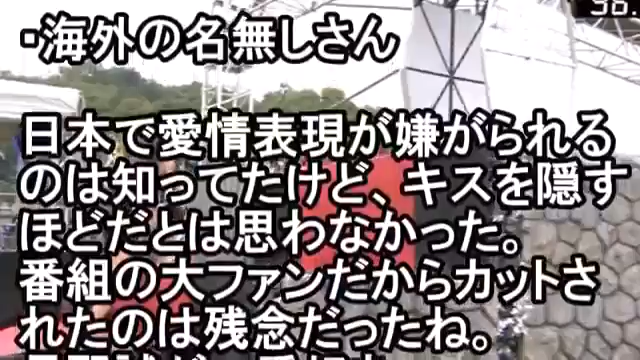 36.
・海外の名無しさん
日本で愛情表現が嫌がられる
のは知ってたけど、キスを隠す
ほどだとは思わなかった。
番組の大ファンだからカットさ
れたのは残念だったね。